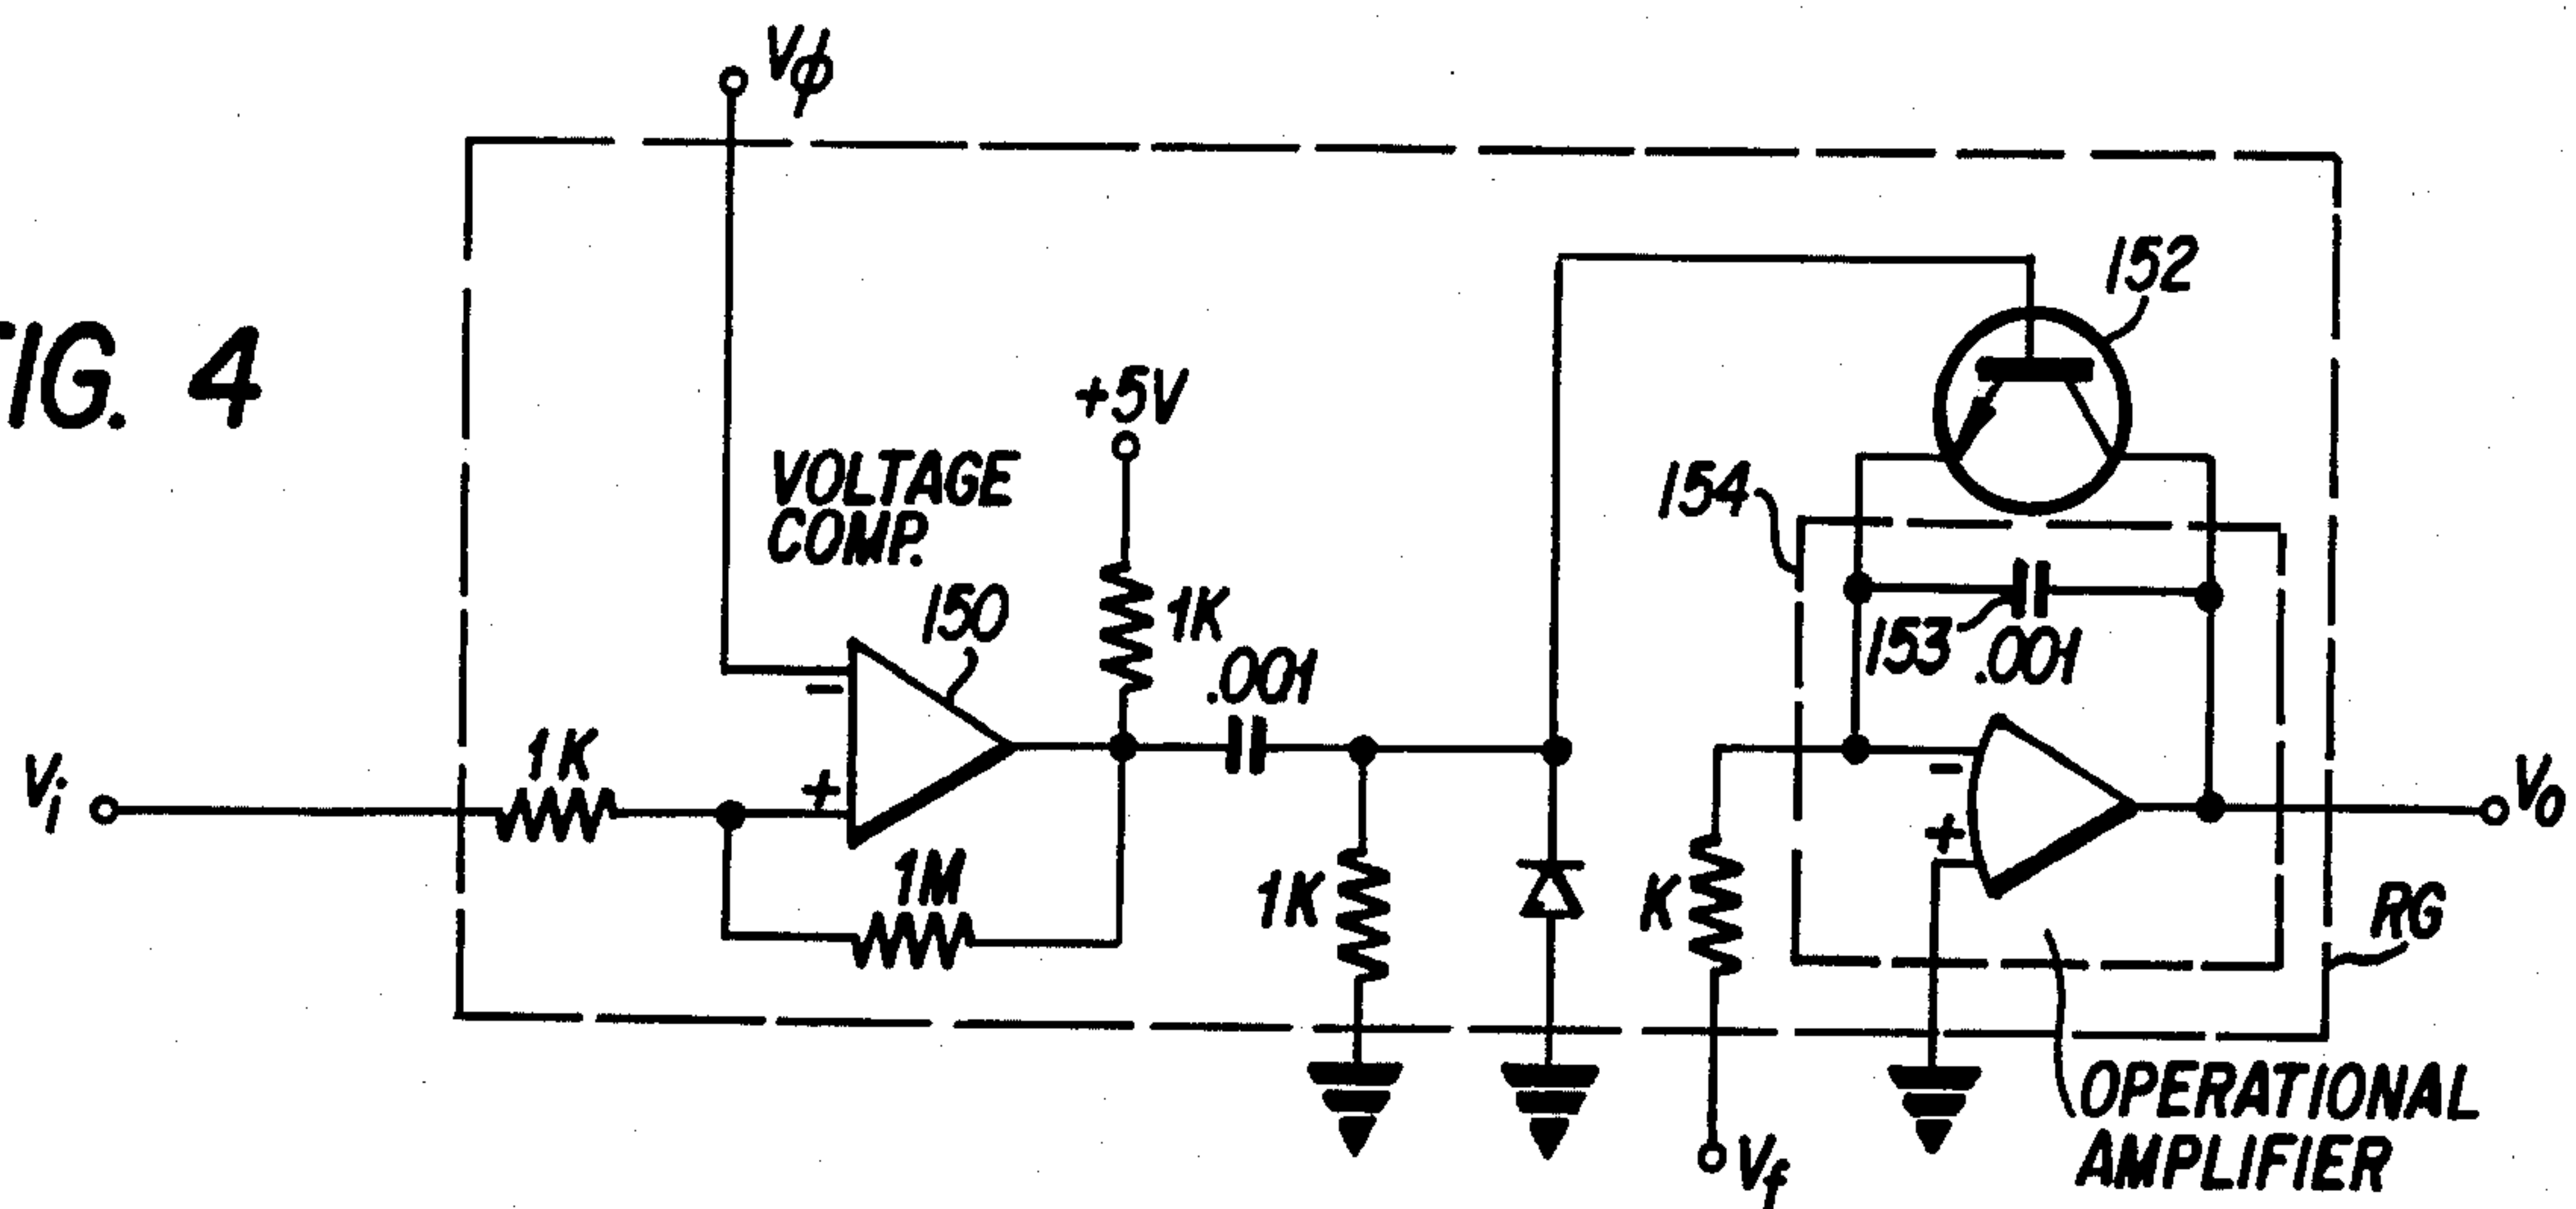 Vϕ
FIG. 4
152
+5V
VOLTAGE
COMP.
154
150
1K
.001
153
.001
Vi
1K
+
-
1M
1K
K
-
+
Vo
RG
Vf
OPERATIONAL
AMPLIFIER